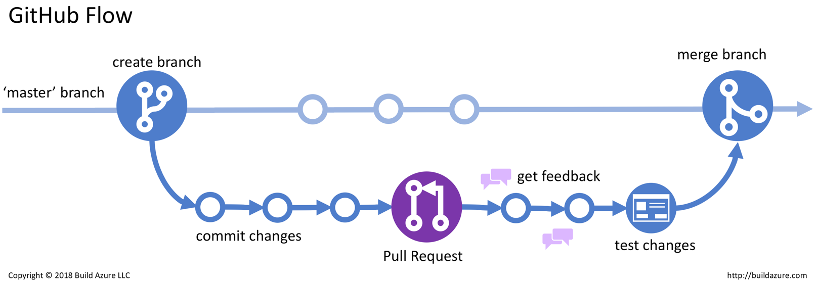 GitHub Flow
create branch
merge branch
‘master’ branch
get feedback
commit changes
test changes
Pull Request
Copyright © 2018 Build Azure LLC
http://buildazure.com